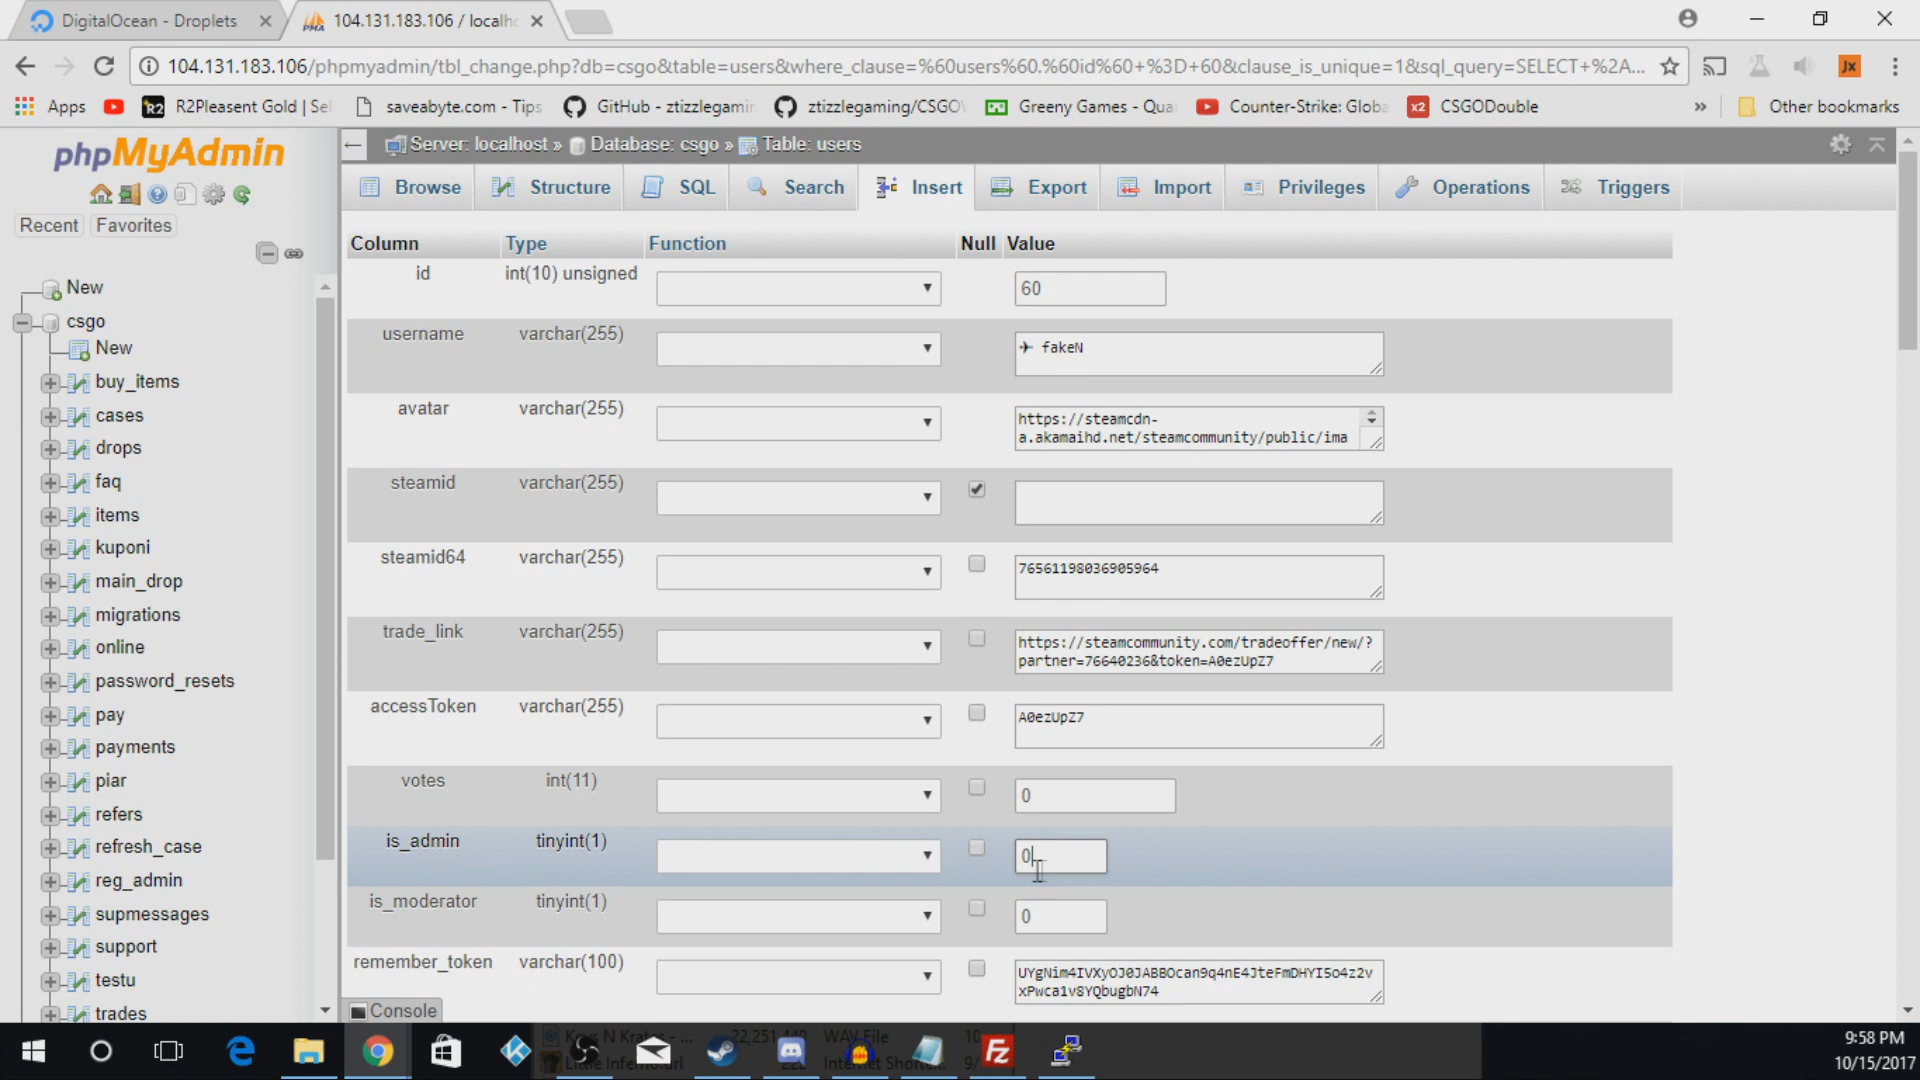 DigitalOcean - Droplets
104.131.183.106 / localh
104.131.183.106/phpmyadmin/tbl_change.php?db=csgo&table=users&where_clause=%60users%60.%60id%60+%3D+60&clause_is_unique=1&sql_query=SELECT+%2A...
Apps
R2Pleasent Gold | Sel
saveabyte.com - Tips
GitHub - ztizzlegamin
ztizzlegaming/CSGOW
Greeny Games - Qua
Counter-Strike: Globa
CSGODouble
»
Other bookmarks
phpMyAdmin
Recent
Favorites
New
csgo
New
buy_items
cases
drops
faq
items
kuponi
main_drop
migrations
online
password_resets
pay
payments
piar
refers
refresh_case
reg_admin
supmessages
support
testu
trades
Server: localhost » Database: csgo » Table: users
Browse Structure SQL Search Insert Export Import Privileges Operations Triggers
Column Type Function Null Value
id int(10) unsigned 60
username varchar(255) ✈ fakeN
avatar varchar(255) https://steamcdn-
a.akamaihd.net/steamcommunity/public/ima
steamid varchar(255)
steamid64 varchar(255) 76561198036905964
trade_link varchar(255) https://steamcommunity.com/tradeoffer/new/?
partner=76640236&token=A0ezUpZ7
accessToken varchar(255) A0ezUpZ7
votes int(11) 0
is_admin tinyint(1) 0
is_moderator tinyint(1) 0
remember_token varchar(100) UYgNim4IVXyOJ0JABBOcan9q4nE4JteFmDHYI5o4z2v
xPwca1v8YQbugbN74
Console
9:58 PM
10/15/2017